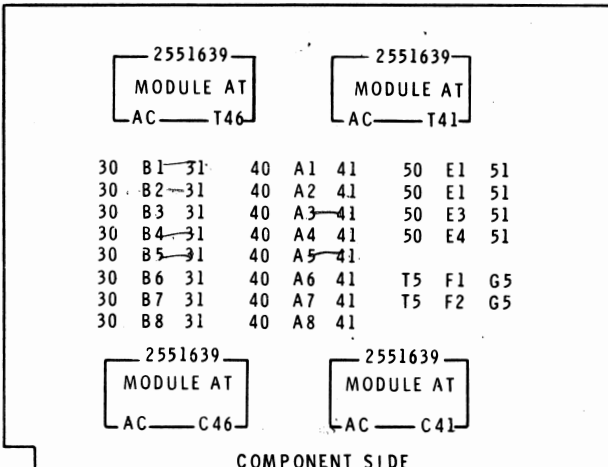 2551639 2551639
MODULE AT MODULE AT
AC T46 AC T41
30 B1 31 40 A1 41 50 E1 51
30 B2 31 40 A2 41 50 E1 51
30 B3 31 40 A3 41 50 E3 51
30 B4 31 40 A4 41 50 E4 51
30 B5 31 40 A5 41
30 B6 31 40 A6 41 T5 F1 G5
30 B7 31 40 A7 41 T5 F2 G5
30 B8 31 40 A8 41
2551639 2551639
MODULE AT MODULE AT
AC C46 AC C41
COMPONENT SIDE